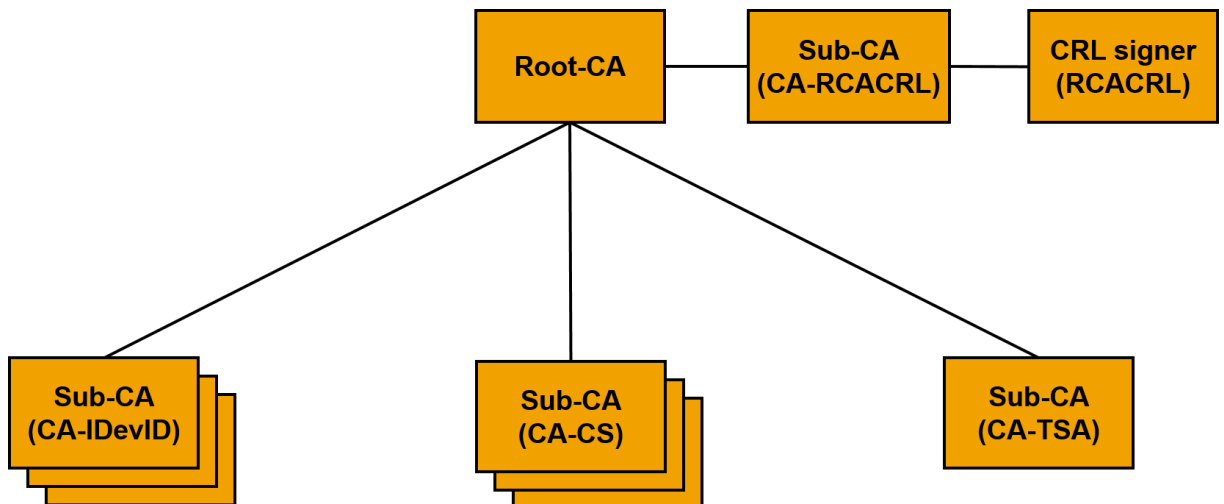 Root-CA
Sub-CA
(CA-RCACRL)
CRL signer
(RCACRL)
Sub-CA
(CA-IDevID)
Sub-CA
(CA-CS)
Sub-CA
(CA-TSA)